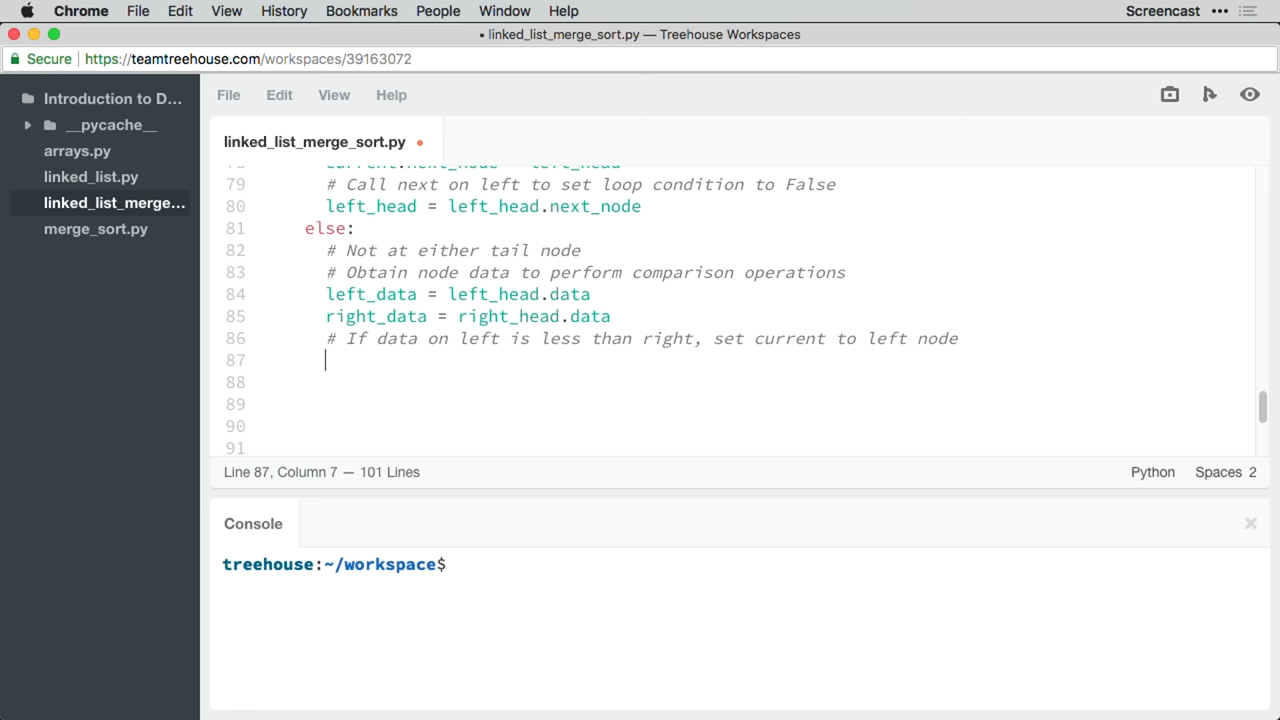 Chrome File Edit View History Bookmarks People Window Help Screencast •••
• linked_list_merge_sort.py — Treehouse Workspaces
Secure https://teamtreehouse.com/workspaces/39163072
Introduction to D...
__pycache__
arrays.py
linked_list.py
linked_list_merge...
merge_sort.py
File Edit View Help
linked_list_merge_sort.py
79 # Call next on left to set loop condition to False
80 left_head = left_head.next_node
81 else:
82 # Not at either tail node
83 # Obtain node data to perform comparison operations
84 left_data = left_head.data
85 right_data = right_head.data
86 # If data on left is less than right, set current to left node
87
88
89
90
91
Line 87, Column 7 — 101 Lines
Python Spaces 2
Console
treehouse:~/workspace$